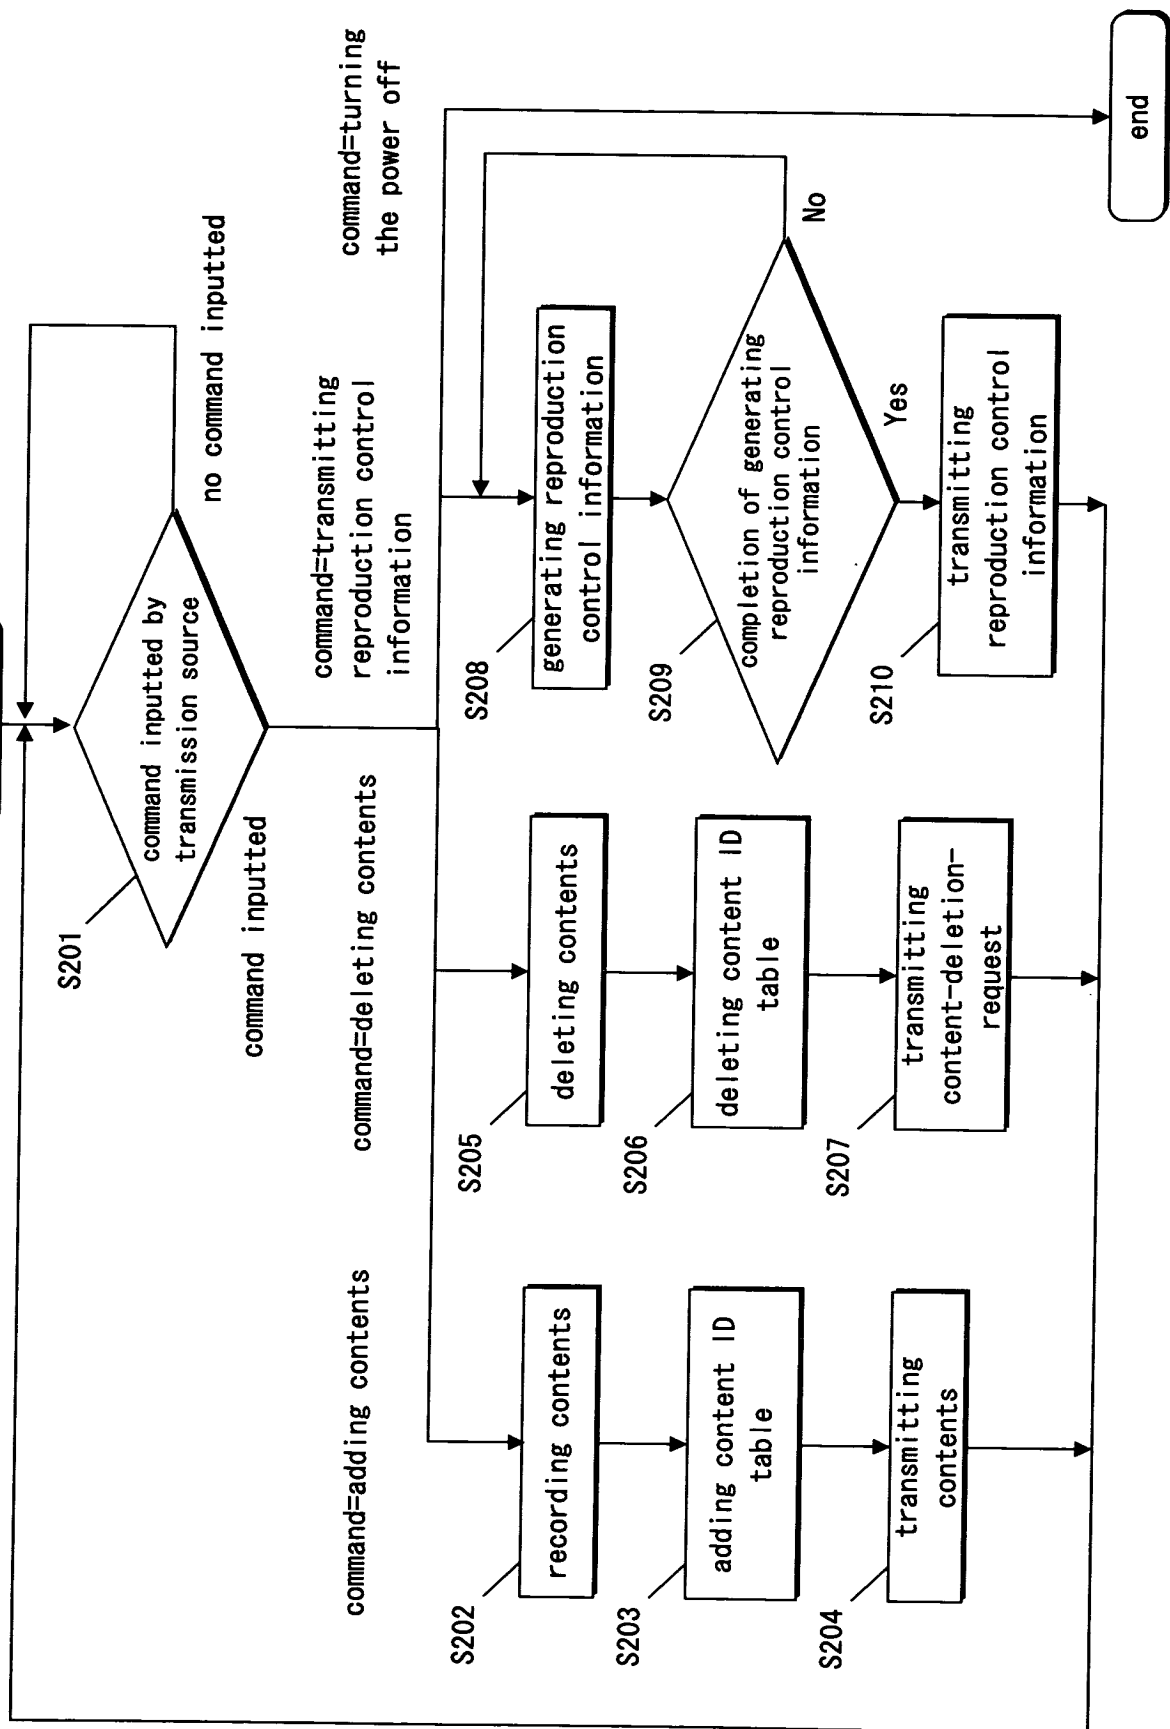 S201
command inputted by
transmission source
no command inputted
command inputted
command=adding contents
command=deleting contents
command=transmitting
reproduction control
information
command=turning
the power off
S202
recording contents
S203
adding content ID
table
S204
transmitting
contents
S205
deleting contents
S206
deleting content ID
table
S207
transmitting
content-deletion-
request
S208
generating reproduction
control information
S209
completion of generating
reproduction control
information
No
Yes
S210
transmitting
reproduction control
information
end